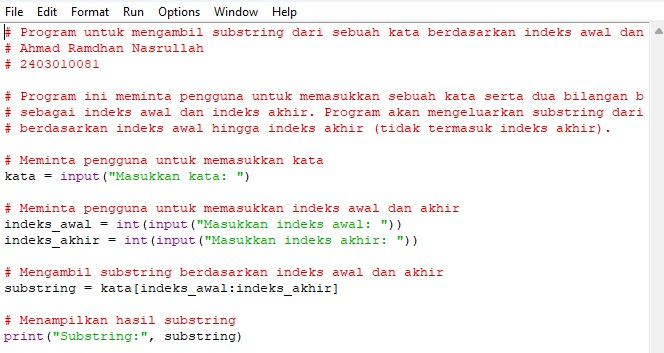 File Edit Format Run Options Window Help
# Program untuk mengambil substring dari sebuah kata berdasarkan indeks awal dan
# Ahmad Ramdhan Nasrullah
# 2403010081
# Program ini meminta pengguna untuk memasukkan sebuah kata serta dua bilangan b
# sebagai indeks awal dan indeks akhir. Program akan mengeluarkan substring dari
# berdasarkan indeks awal hingga indeks akhir (tidak termasuk indeks akhir).
# Meminta pengguna untuk memasukkan kata
kata = input("Masukkan kata: ")
# Meminta pengguna untuk memasukkan indeks awal dan akhir
indeks_awal = int(input("Masukkan indeks awal: "))
indeks_akhir = int(input("Masukkan indeks akhir: "))
# Mengambil substring berdasarkan indeks awal dan akhir
substring = kata[indeks_awal:indeks_akhir]
# Menampilkan hasil substring
print("Substring:", substring)